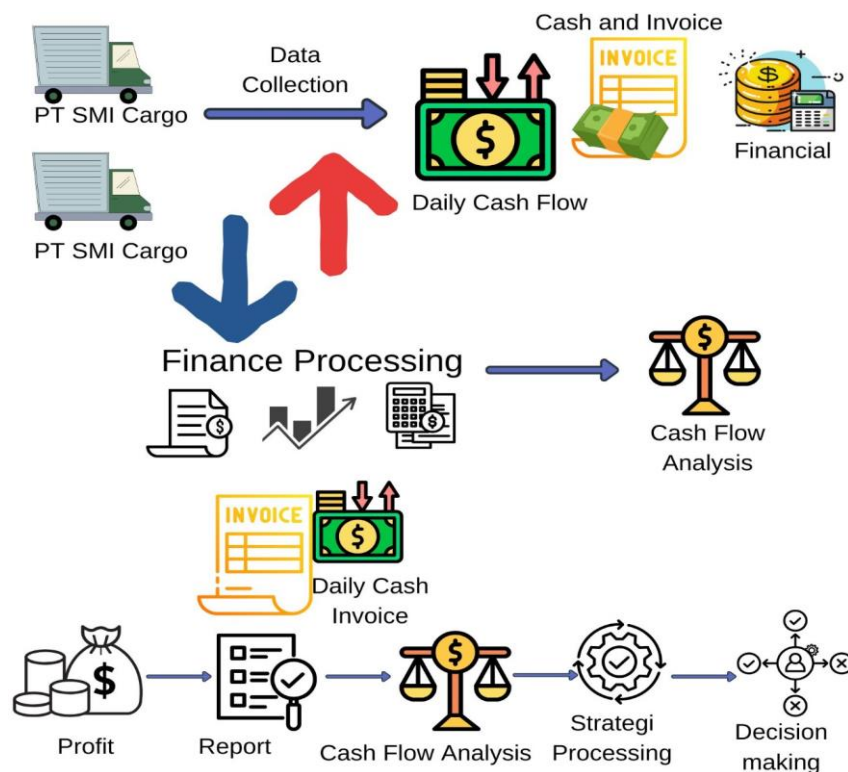 PT SMI Cargo
Data
Collection
Cash and Invoice
INVOICE
Financial
Daily Cash Flow
PT SMI Cargo
Finance Processing
Cash Flow
Analysis
INVOICE
Daily Cash
Invoice
Profit
Report
Cash Flow Analysis
Strategi
Processing
Decision
making